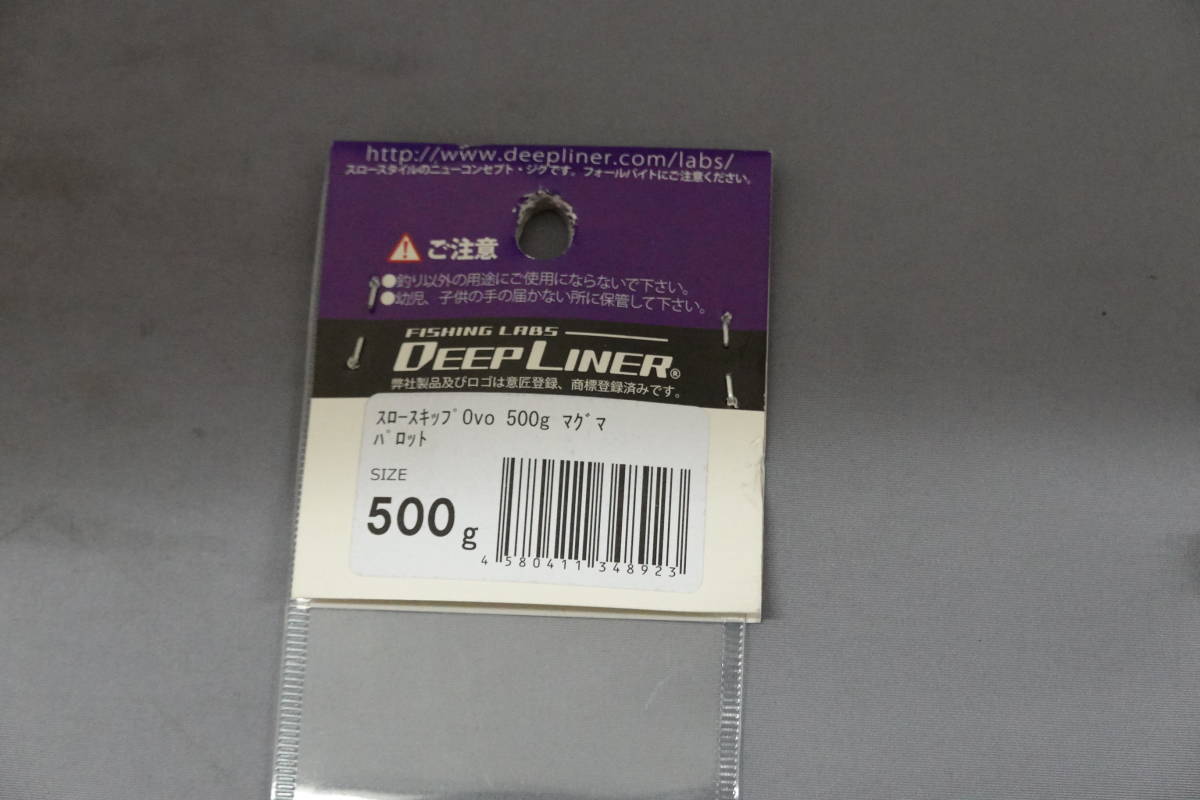 http://www.deepliner.com/labs/
スロースタイルのニューコンセプト・ジグです。フォールバイトにご注意ください。
ご注意
●釣り以外の用途にご使用にならないで下さい。
●幼児、子供の手の届かない所に保管して下さい。
FISHING LABS
DEEP LINER®
弊社製品及びロゴは意匠登録、商標登録済みです。
ｽﾛｰｽｷｯﾌﾟOvo 500g ﾏｸﾞﾏ
ﾊﾟﾛｯﾄ
SIZE
500g
4 580411 348923